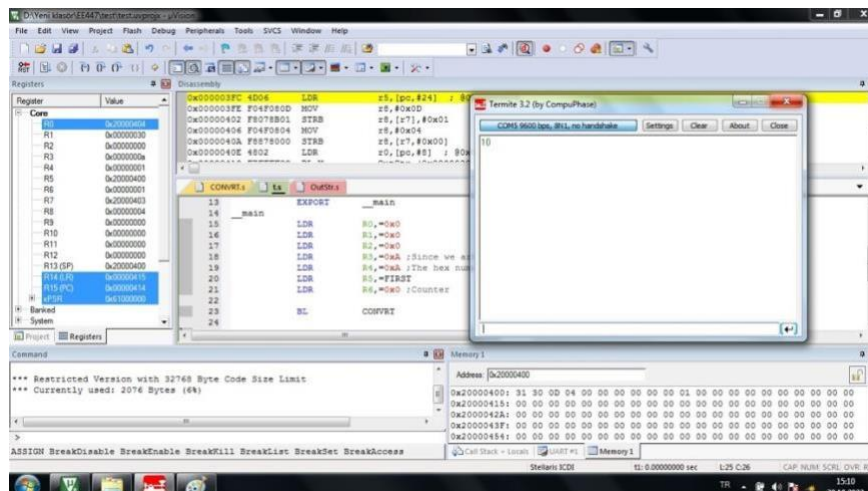 D:\Yeni klasör\EE447\test\test.uvprojx - µVision
File Edit View Project Flash Debug Peripherals Tools SVCS Window Help
Registers
Register Value
Core
R0 0x20000404
R1 0x00000030
R2 0x00000000
R3 0x0000000a
R4 0x00000001
R5 0x20000400
R6 0x00000001
R7 0x20000403
R8 0x00000004
R9 0x00000000
R10 0x00000000
R11 0x00000000
R12 0x00000000
R13 (SP) 0x20000400
R14 (LR) 0x00000415
R15 (PC) 0x00000414
xPSR 0x61000000
Banked
System
Project Registers
Disassembly
0x000003FC 4D06 LDR r5,[pc,#24]
0x000003FE F04F080D MOV r8,#0x0D
0x00000402 F8078B01 STRB r8,[r7],#0x01
0x00000406 F04F0804 MOV r8,#0x04
0x0000040A F8878000 STRB r8,[r7,#0x00]
0x0000040E 4802 LDR r0,[pc,#8]
CONVRT.s t.s OutStr.s
13 EXPORT __main
14 __main
15 LDR R0,=0x0
16 LDR R1,=0x0
17 LDR R2,=0x0
18 LDR R3,=0xA ;Since we
19 LDR R4,=0xA ;The hex
20 LDR R5,=FIRST
21 LDR R6,=0x0 ;Counter
22
23 BL CONVRT
24
Termite 3.2 (by CompuPhase)
COM5 9600 bps, 8N1, no handshake Settings Clear About Close
10
Command
*** Restricted Version with 32768 Byte Code Size Limit
*** Currently used: 2076 Bytes (6%)
>
ASSIGN BreakDisable BreakEnable BreakKill BreakList BreakSet BreakAccess
Memory 1
Address: 0x20000400
0x20000400: 31 30 0D 04 00 00 00 00 00 00 01 00 00 00 00 00 00 00 00 00 00
0x20000415: 00 00 00 00 00 00 00 00 00 00 00 00 00 00 00 00 00 00 00 00 00
0x2000042A: 00 00 00 00 00 00 00 00 00 00 00 00 00 00 00 00 00 00 00 00 00
0x2000043F: 00 00 00 00 00 00 00 00 00 00 00 00 00 00 00 00 00 00 00 00 00
0x20000454: 00 00 00 00 00 00 00 00 00 00 00 00 00 00 00 00 00 00 00 00 00
Call Stack + Locals UART #1 Memory 1
Stellaris ICDI t1: 0.00000000 sec L:25 C:26 CAP NUM SCRL OVR
TR 15:10